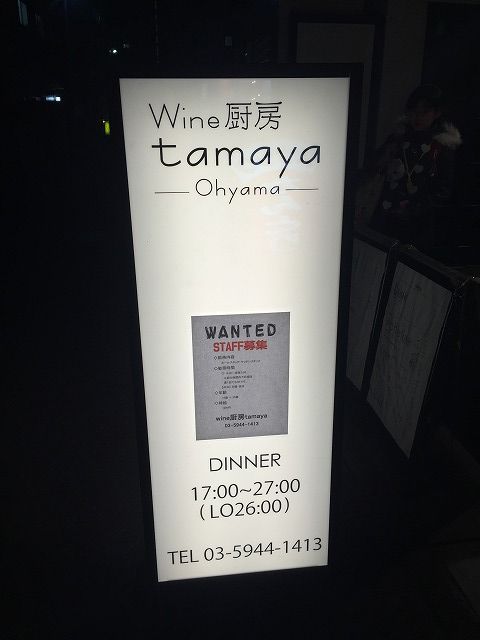 Wine厨房
tamaya
Ohyama
WANTED
STAFF募集
wine厨房tamaya
03-5944-1413
DINNER
17:00~27:00
(LO26:00)
TEL 03-5944-1413